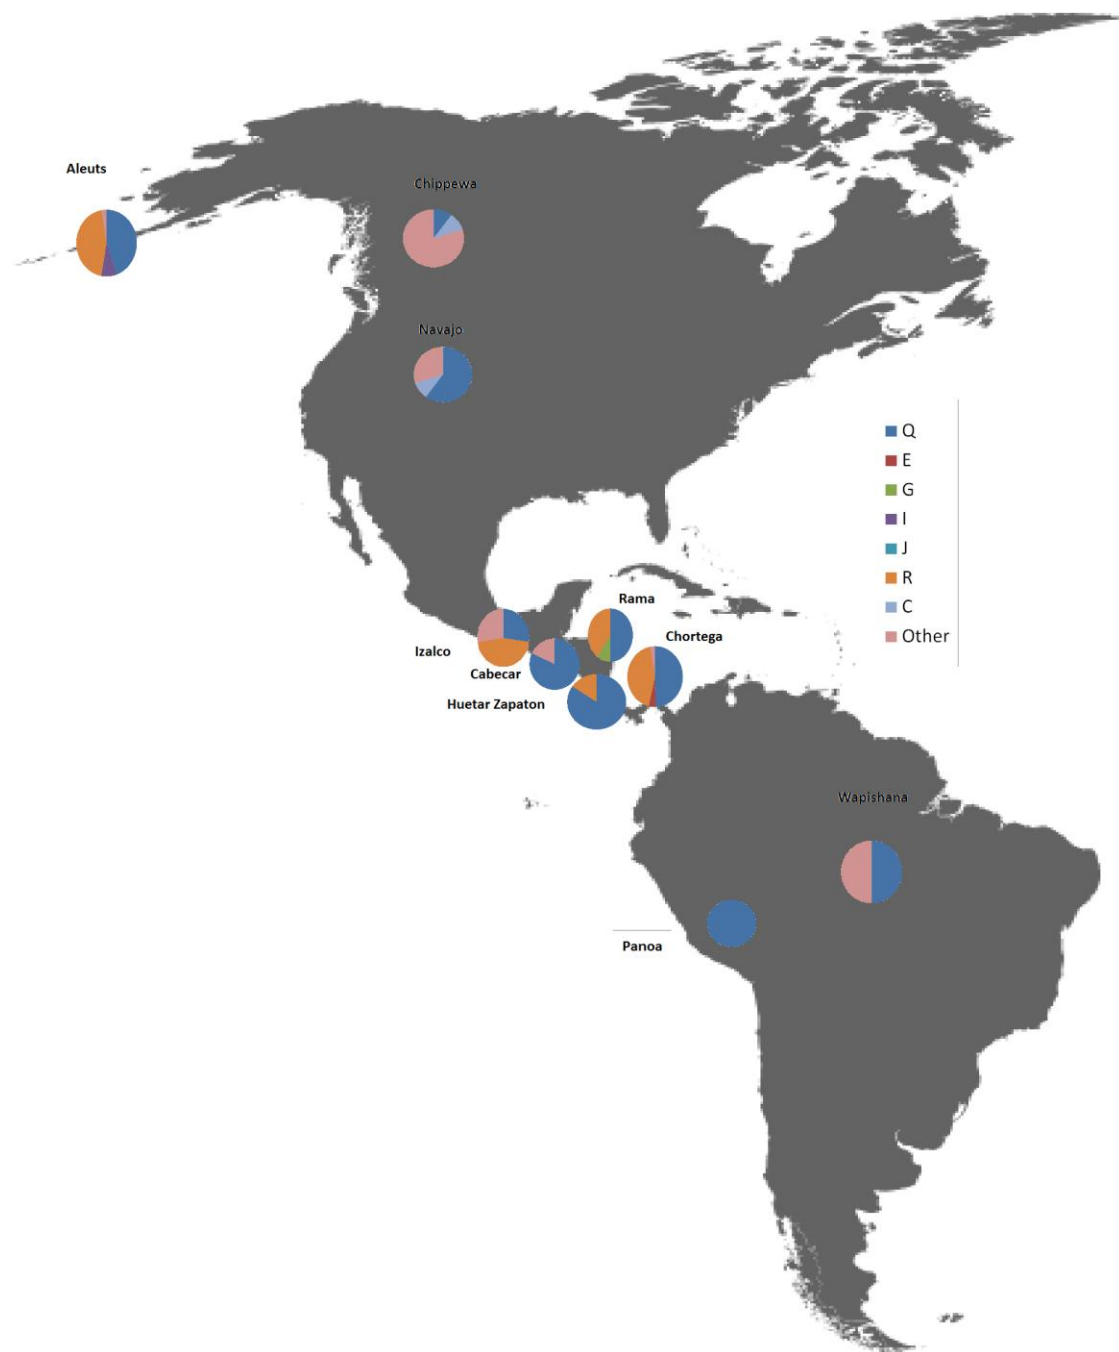 Aleuts
Chippewa
Navajo
Q
E
G
I
J
R
C
Other
Rama
Chortega
Izalco
Cabecar
Huetar Zapaton
Wapishana
Panoa